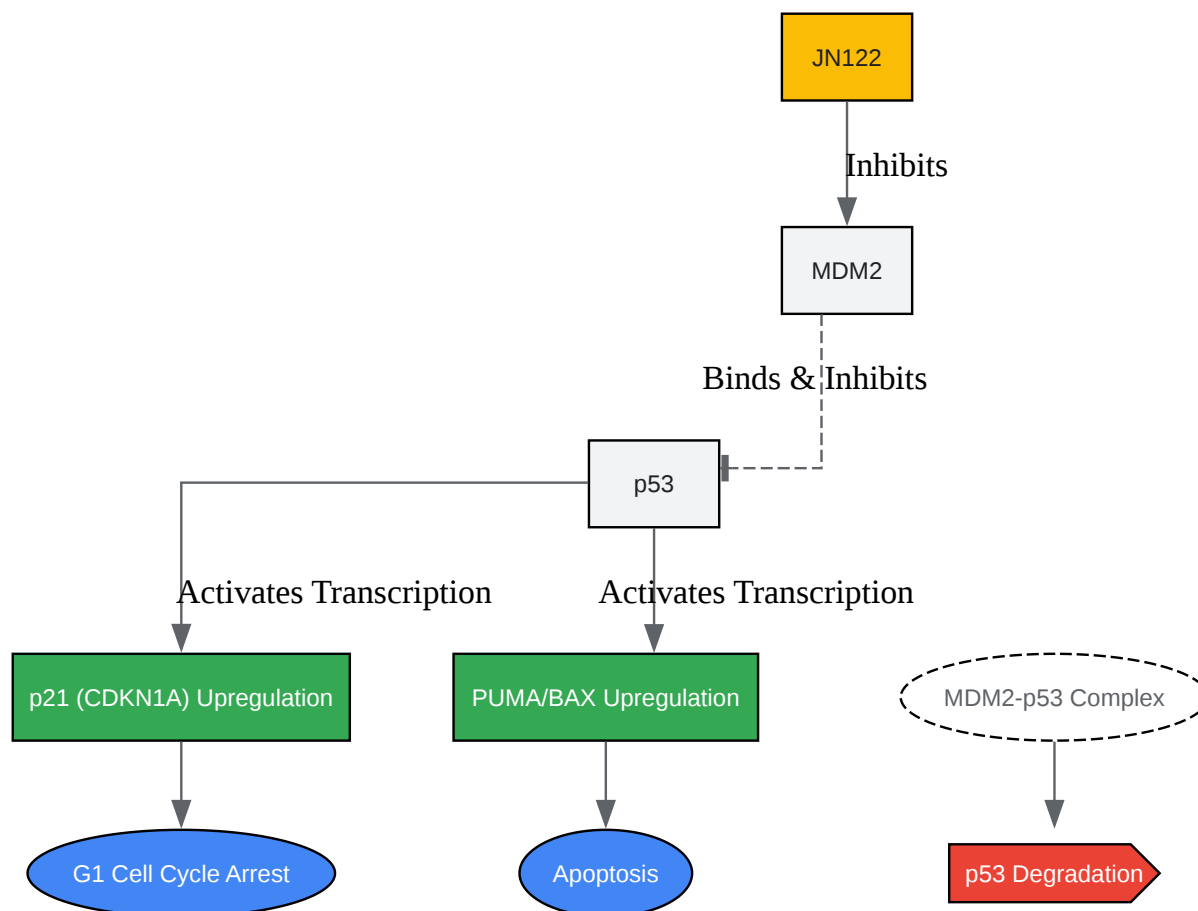 JN122
Inhibits
MDM2
Binds & Inhibits
p53
Activates Transcription
Activates Transcription
p21 (CDKN1A) Upregulation
PUMA/BAX Upregulation
MDM2-p53 Complex
G1 Cell Cycle Arrest
Apoptosis
p53 Degradation